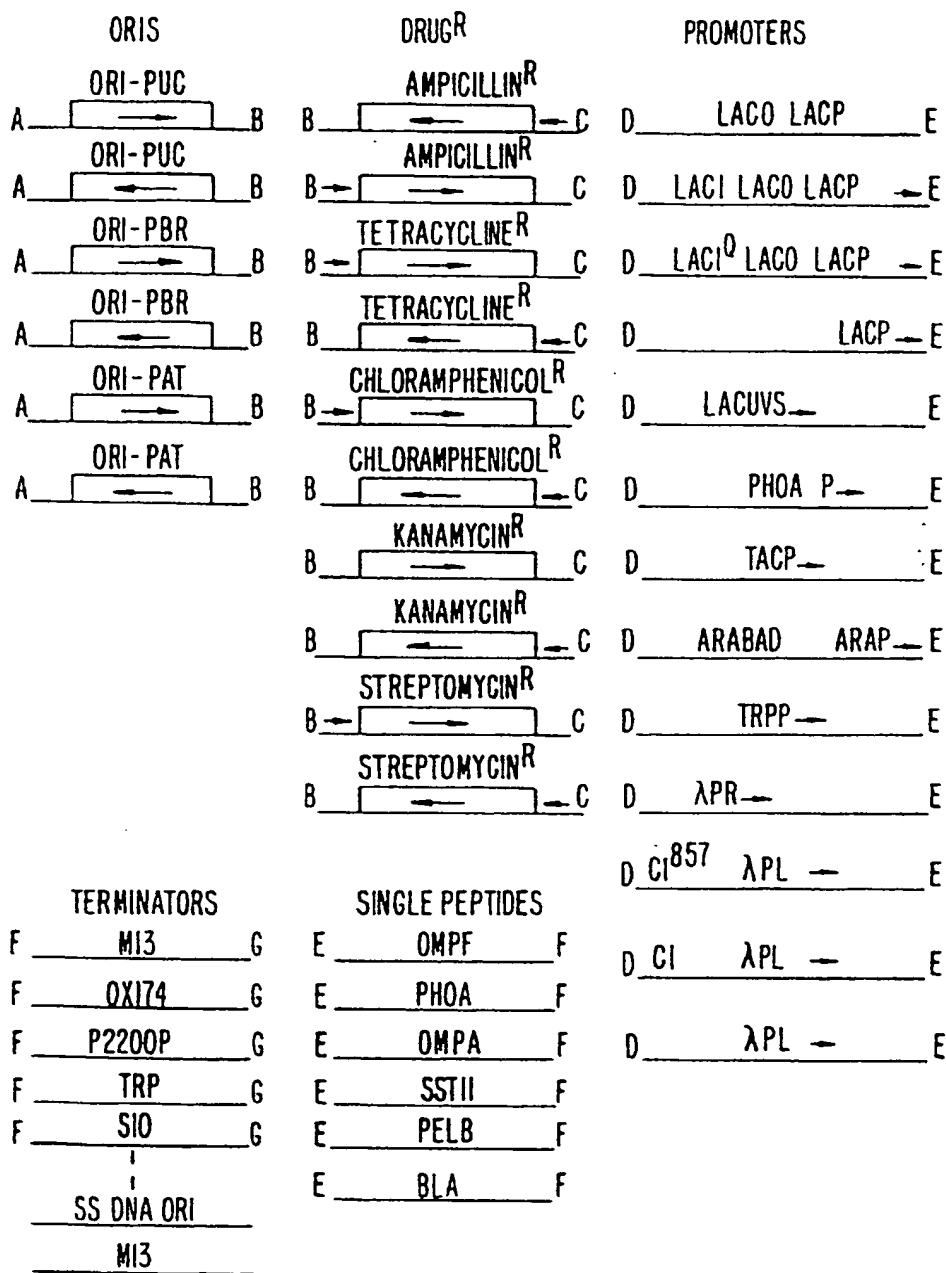 ORIS
ORI-PUC
A B
ORI-PUC
A B
ORI-PBR
A B
ORI-PBR
A B
ORI-PAT
A B
ORI-PAT
A B
DRUGR
AMPICILLINR
B C
AMPICILLINR
B C
TETRACYCLINER
B C
TETRACYCLINER
B C
CHLORAMPHENICOLR
B C
CHLORAMPHENICOLR
B C
KANAMYCINR
B C
KANAMYCINR
B C
STREPTOMYCINR
B C
STREPTOMYCINR
B C
PROMOTERS
D LACO LACP E
D LACI LACO LACP E
D LACIQ LACO LACP E
D LACP E
D LACUVS E
D PHOA P E
D TACP E
D ARABAD ARAP E
D TRPP E
D λPR E
D CI857 λPL E
D CI λPL E
D λPL E
TERMINATORS
F M13 G
F OX174 G
F P2200P G
F TRP G
F S10 G
SS DNA ORI
M13
SINGLE PEPTIDES
E OMPF F
E PHOA F
E OMPA F
E SSTII F
E PELB F
E BLA F